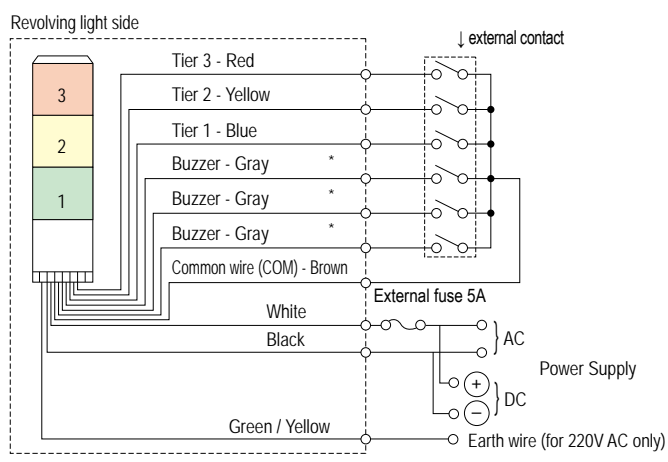 Revolving light side
↓ external contact
Tier 3 - Red
3
Tier 2 - Yellow
2
Tier 1 - Blue
Buzzer - Gray *
1
Buzzer - Gray *
Buzzer - Gray *
Common wire (COM) - Brown
External fuse 5A
White
Black
AC
Power Supply
+
DC
−
Green / Yellow
Earth wire (for 220V AC only)